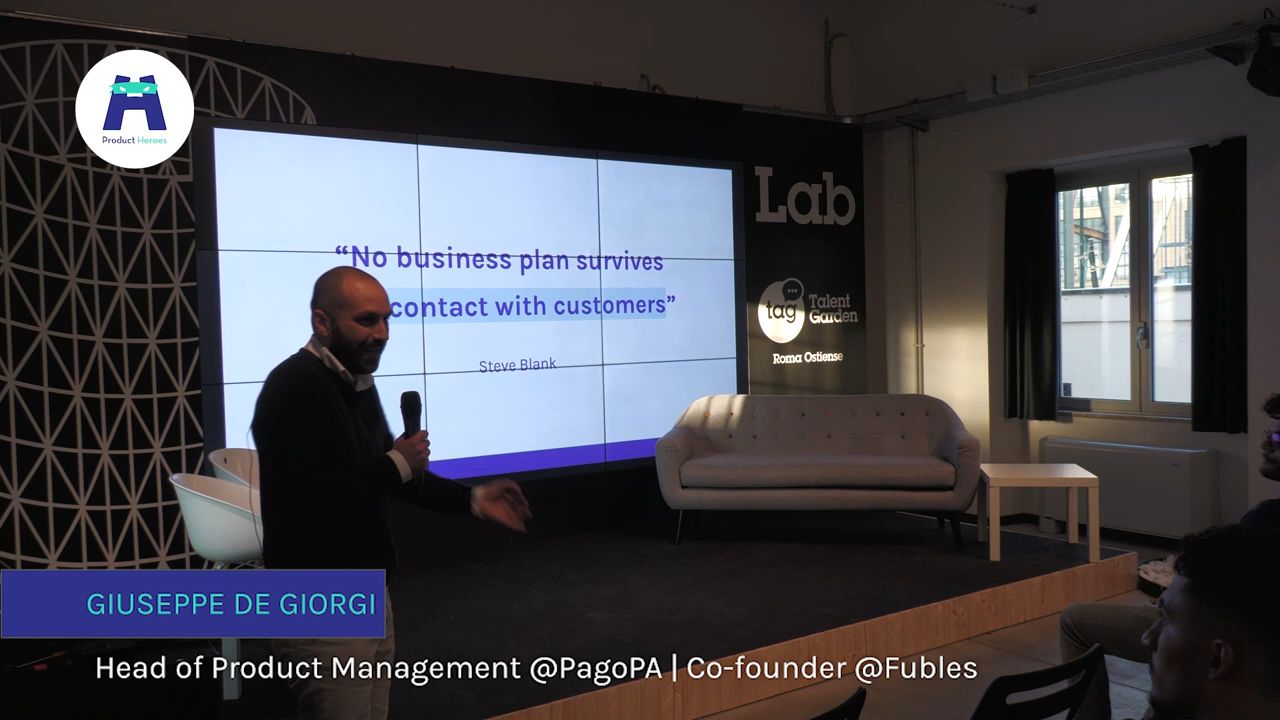 Product Heroes
Lab
“No business plan survives
contact with customers”
Steve Blank
tag
Talent
Garden
Roma Ostiense
GIUSEPPE DE GIORGI
Head of Product Management @PagoPA | Co-founder @Fubles